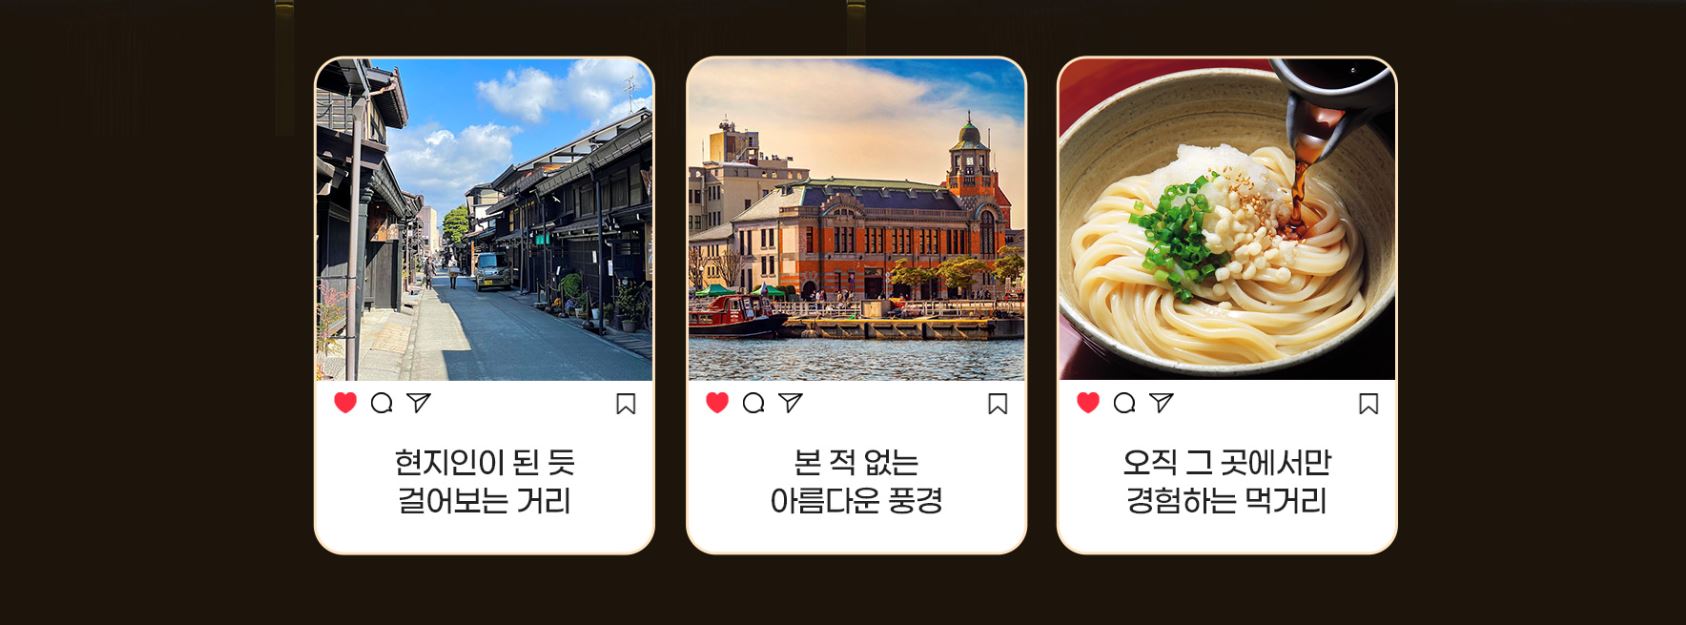 현지인이 된 듯
걸어보는 거리
본 적 없는
아름다운 풍경
오직 그 곳에서만
경험하는 먹거리